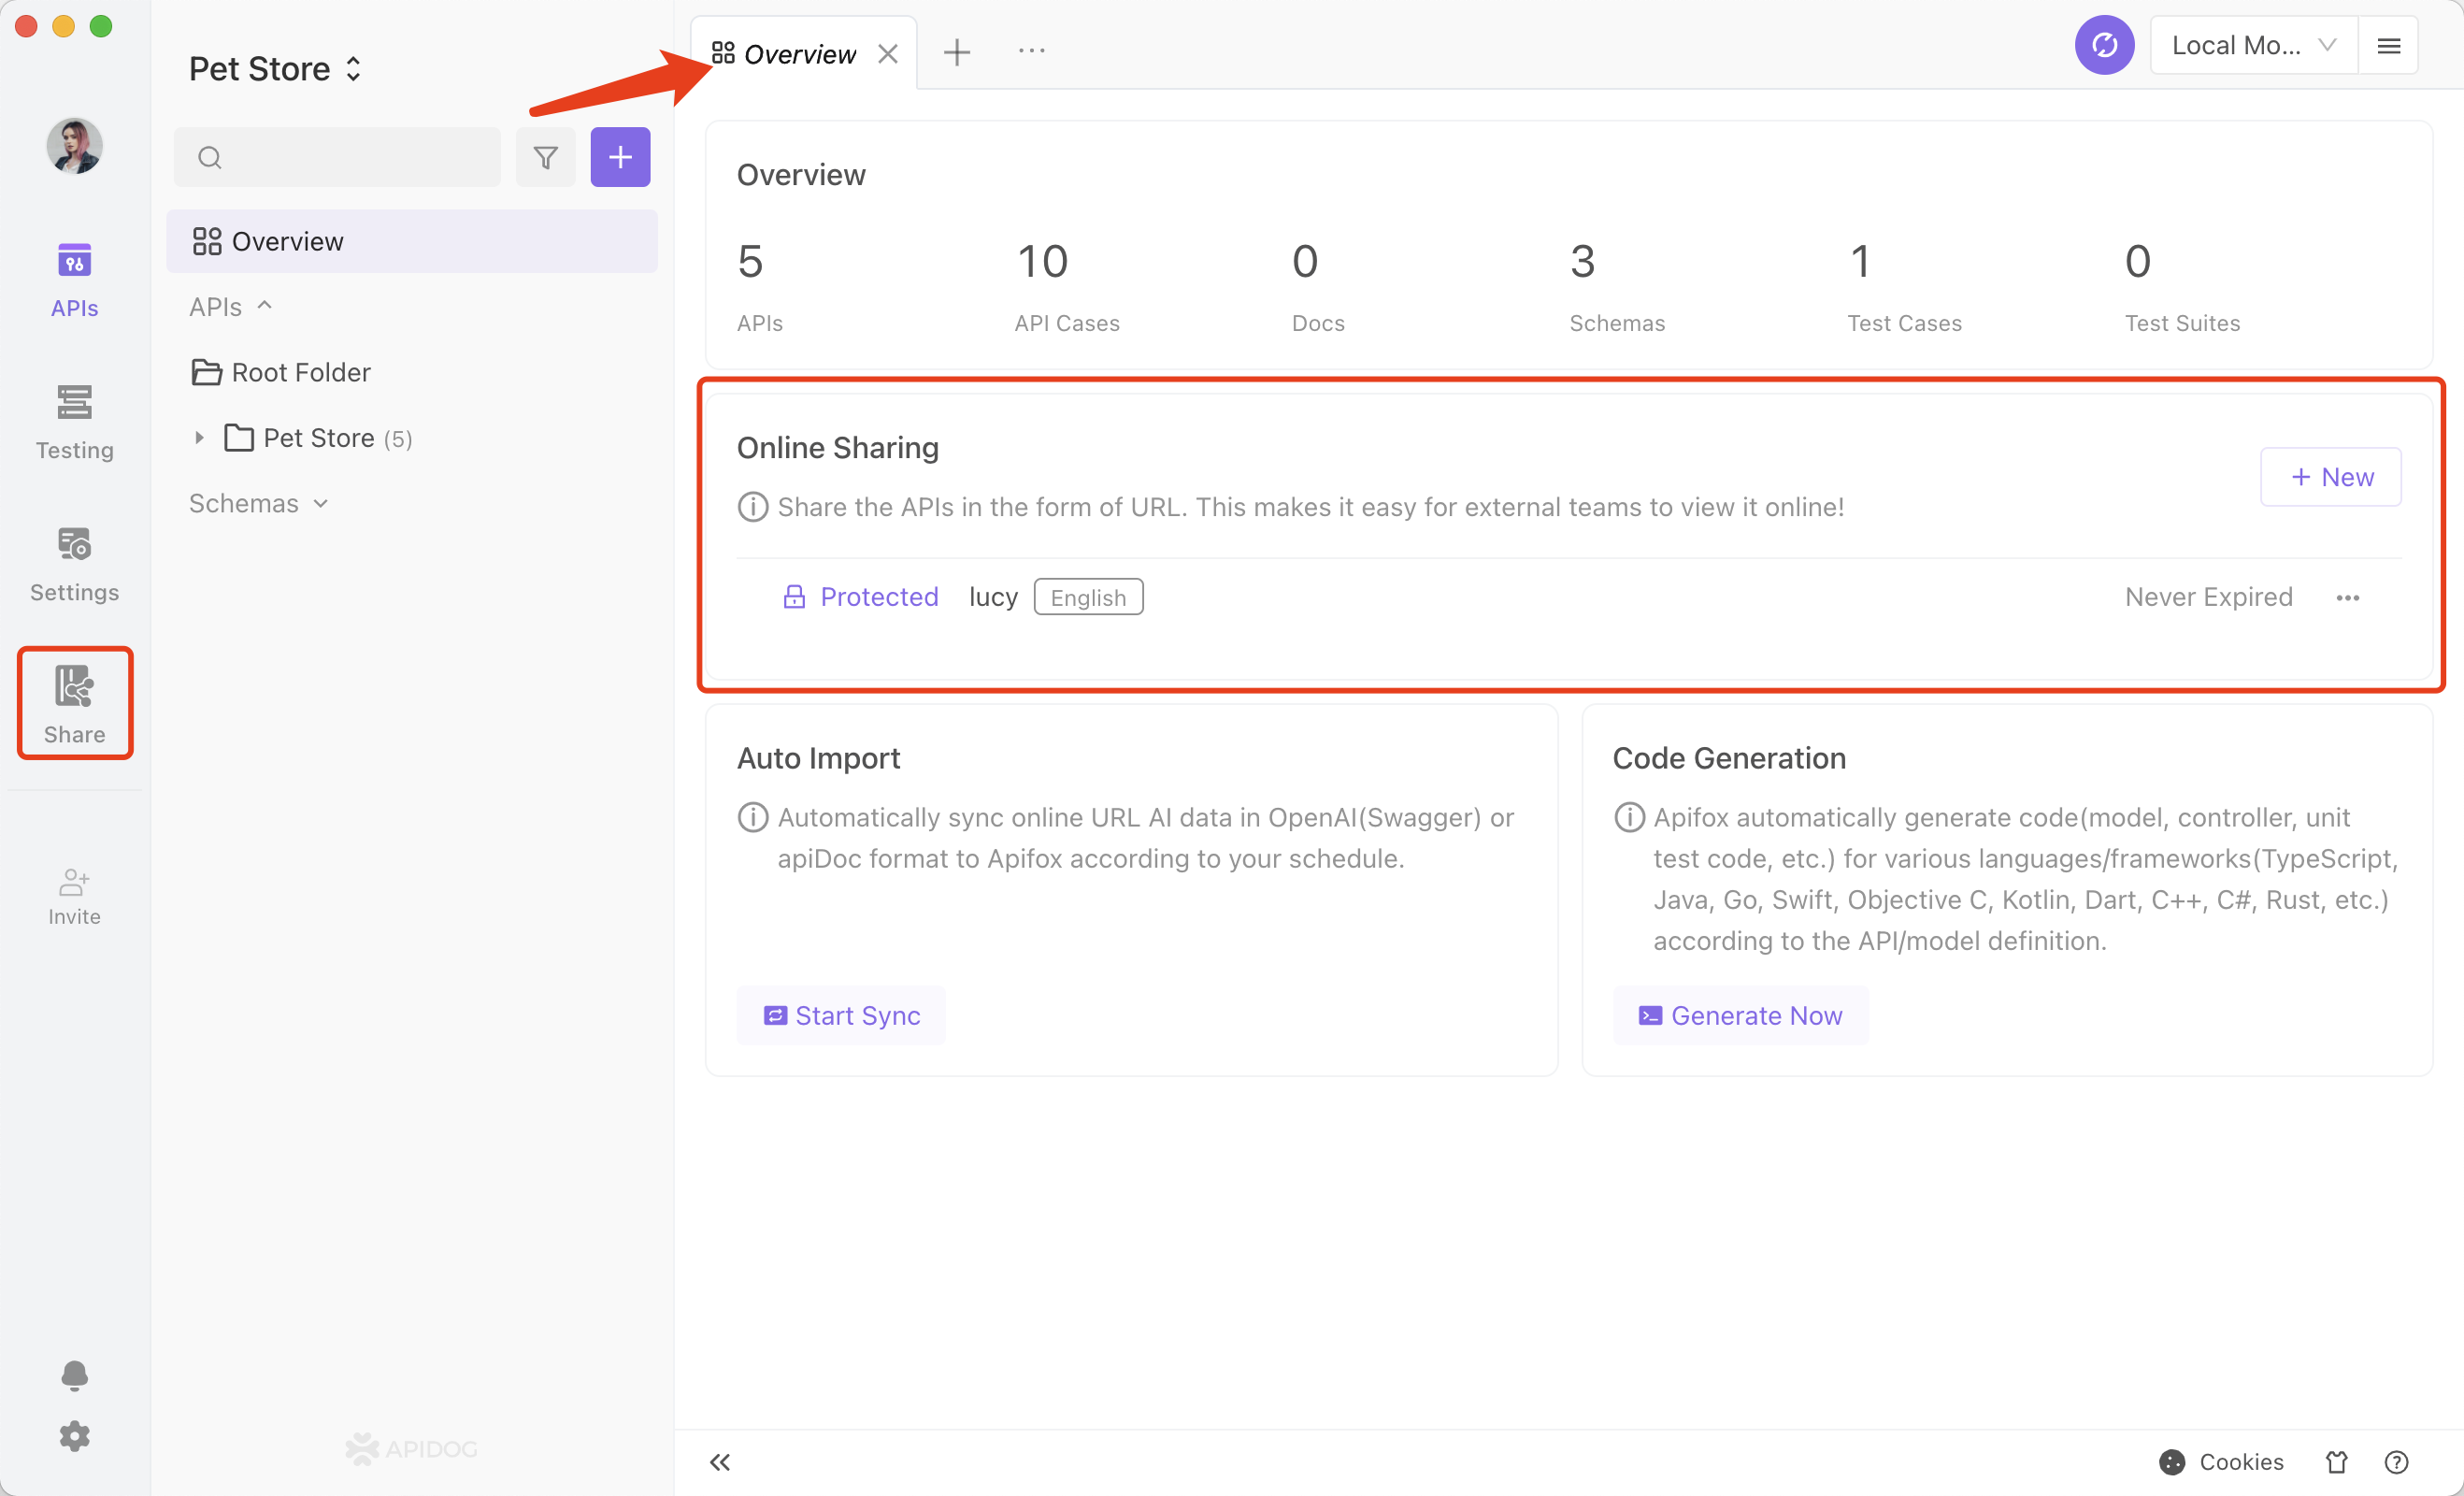 Pet Store
Overview
Local Mo...
APIs
Testing
Settings
Share
Invite
Overview
APIs
Root Folder
Pet Store (5)
Schemas
APIDOG
Overview
5
10
0
3
1
0
APIs
API Cases
Docs
Schemas
Test Cases
Test Suites
Online Sharing
+ New
Share the APIs in the form of URL. This makes it easy for external teams to view it online!
Protected lucy English
Never Expired
Auto Import
Automatically sync online URL AI data in OpenAI(Swagger) or
apiDoc format to Apifox according to your schedule.
Start Sync
Code Generation
Apifox automatically generate code(model, controller, unit
test code, etc.) for various languages/frameworks(TypeScript,
Java, Go, Swift, Objective C, Kotlin, Dart, C++, C#, Rust, etc.)
according to the API/model definition.
Generate Now
Cookies